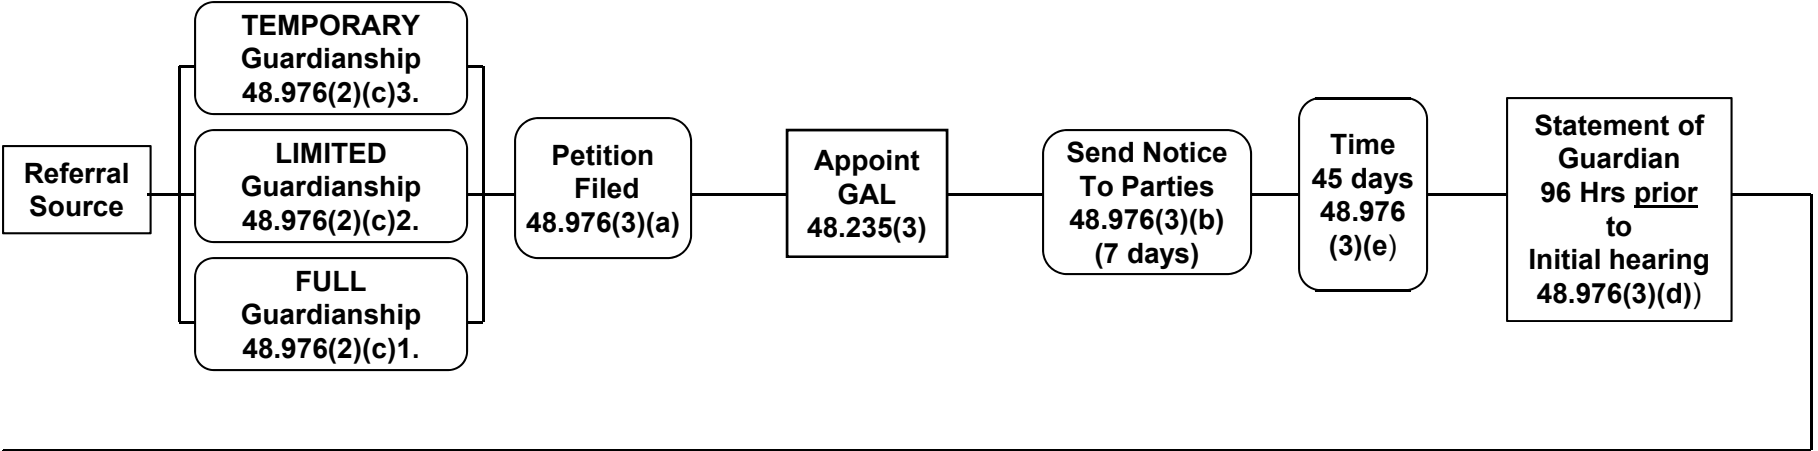 Referral
Source
TEMPORARY
Guardianship
48.976(2)(c)3.
LIMITED
Guardianship
48.976(2)(c)2.
FULL
Guardianship
48.976(2)(c)1.
Petition
Filed
48.976(3)(a)
Appoint
GAL
48.235(3)
Send Notice
To Parties
48.976(3)(b)
(7 days)
Time
45 days
48.976
(3)(e)
Statement of
Guardian
96 Hrs prior
to
Initial hearing
48.976(3)(d))